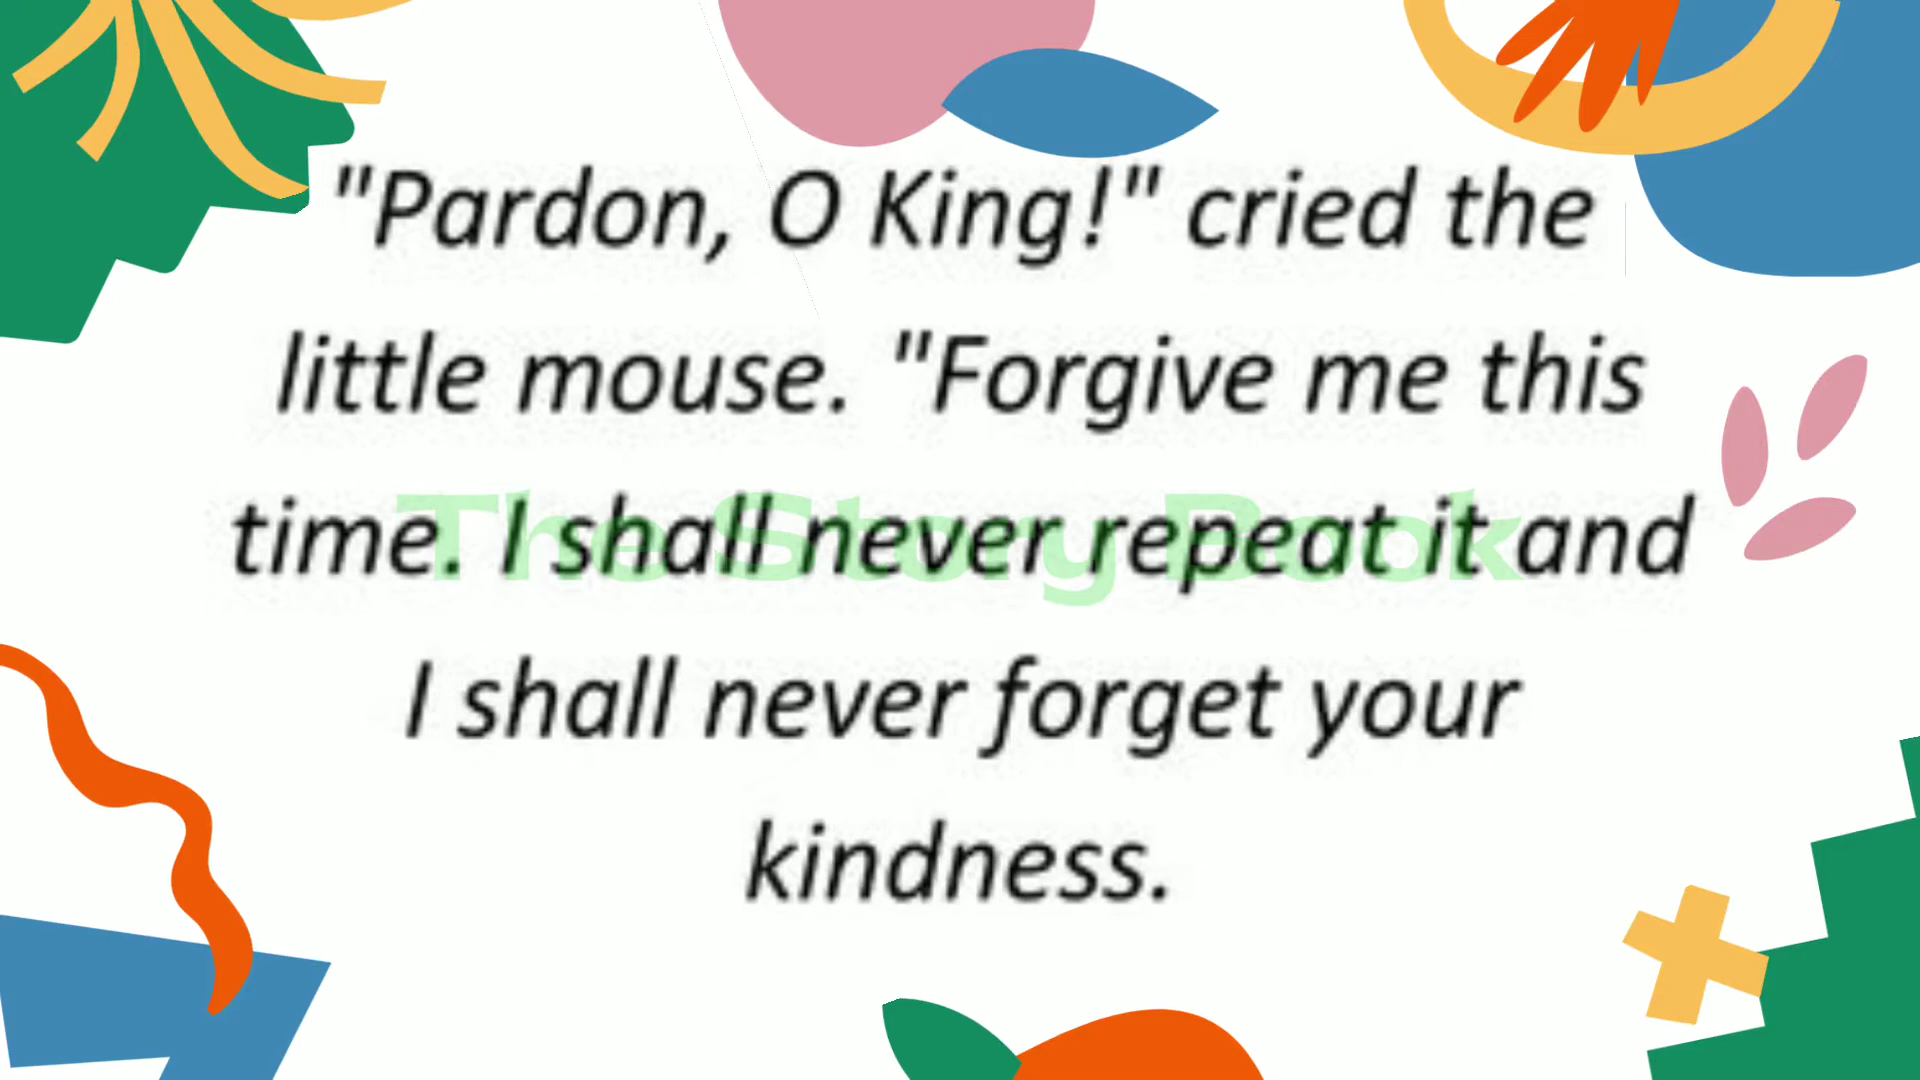 "Pardon, O King!" cried the
little mouse. "Forgive me this
time. I shall never repeat it and
The Story Book
I shall never forget your
kindness.